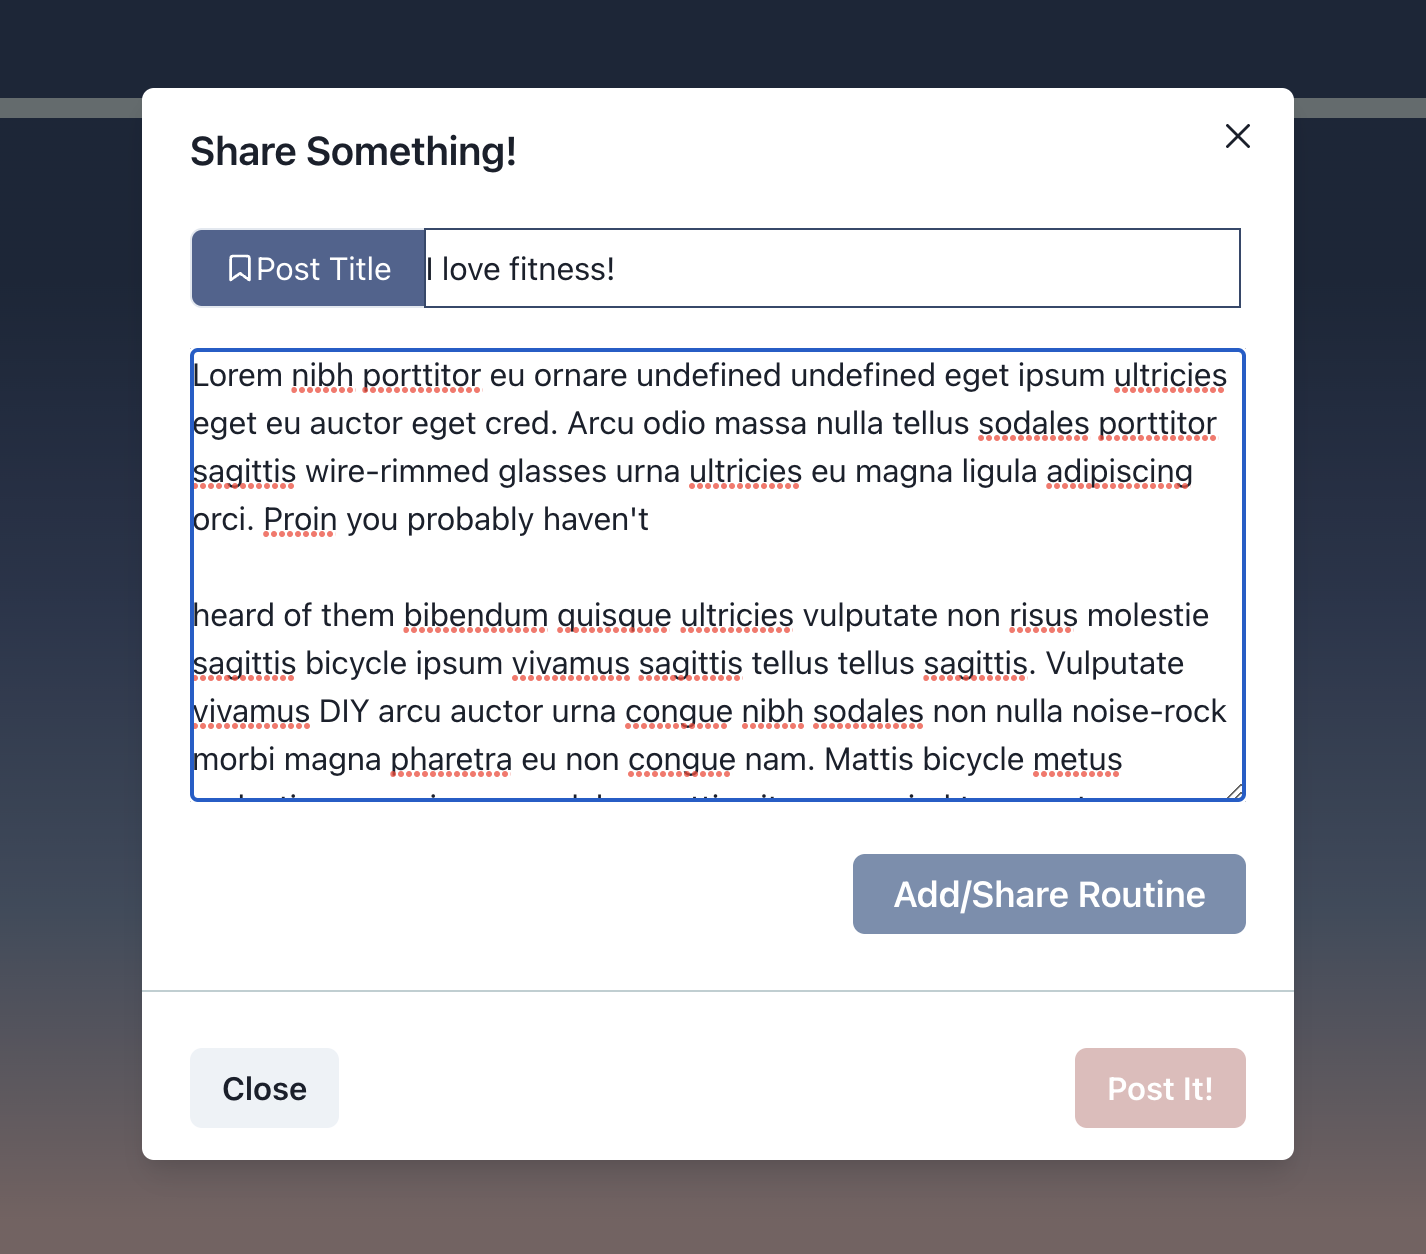 Share Something!
Post Title
I love fitness!
Lorem nibh porttitor eu ornare undefined undefined eget ipsum ultricies
eget eu auctor eget cred. Arcu odio massa nulla tellus sodales porttitor
sagittis wire-rimmed glasses urna ultricies eu magna ligula adipiscing
orci. Proin you probably haven't
heard of them bibendum quisque ultricies vulputate non risus molestie
sagittis bicycle ipsum vivamus sagittis tellus tellus sagittis. Vulputate
vivamus DIY arcu auctor urna congue nibh sodales non nulla noise-rock
morbi magna pharetra eu non congue nam. Mattis bicycle metus
Add/Share Routine
Close
Post It!